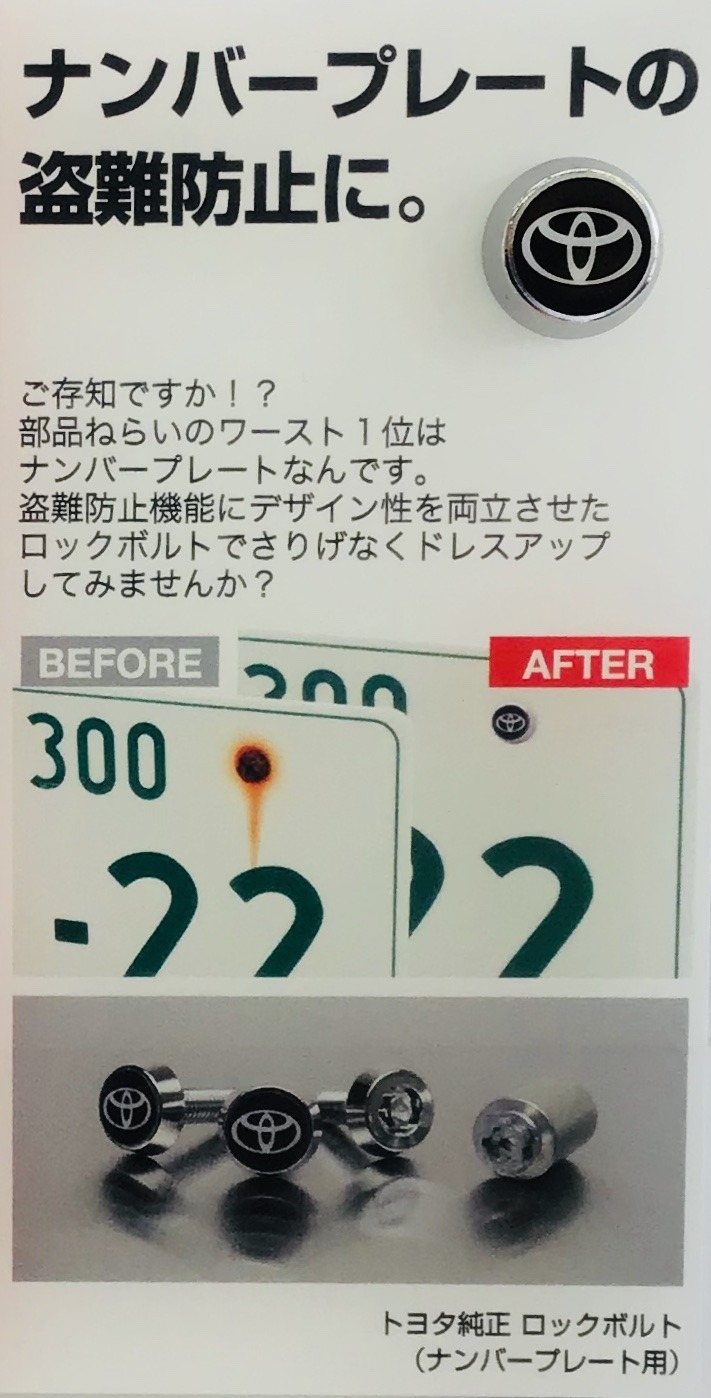 ナンバープレートの
盗難防止に。
ご存知ですか！？
部品ねらいのワースト１位は
ナンバープレートなんです。
盗難防止機能にデザイン性を両立させた
ロックボルトでさりげなくドレスアップ
してみませんか？
BEFORE
AFTER
300
300
-22
22
トヨタ純正 ロックボルト
（ナンバープレート用）